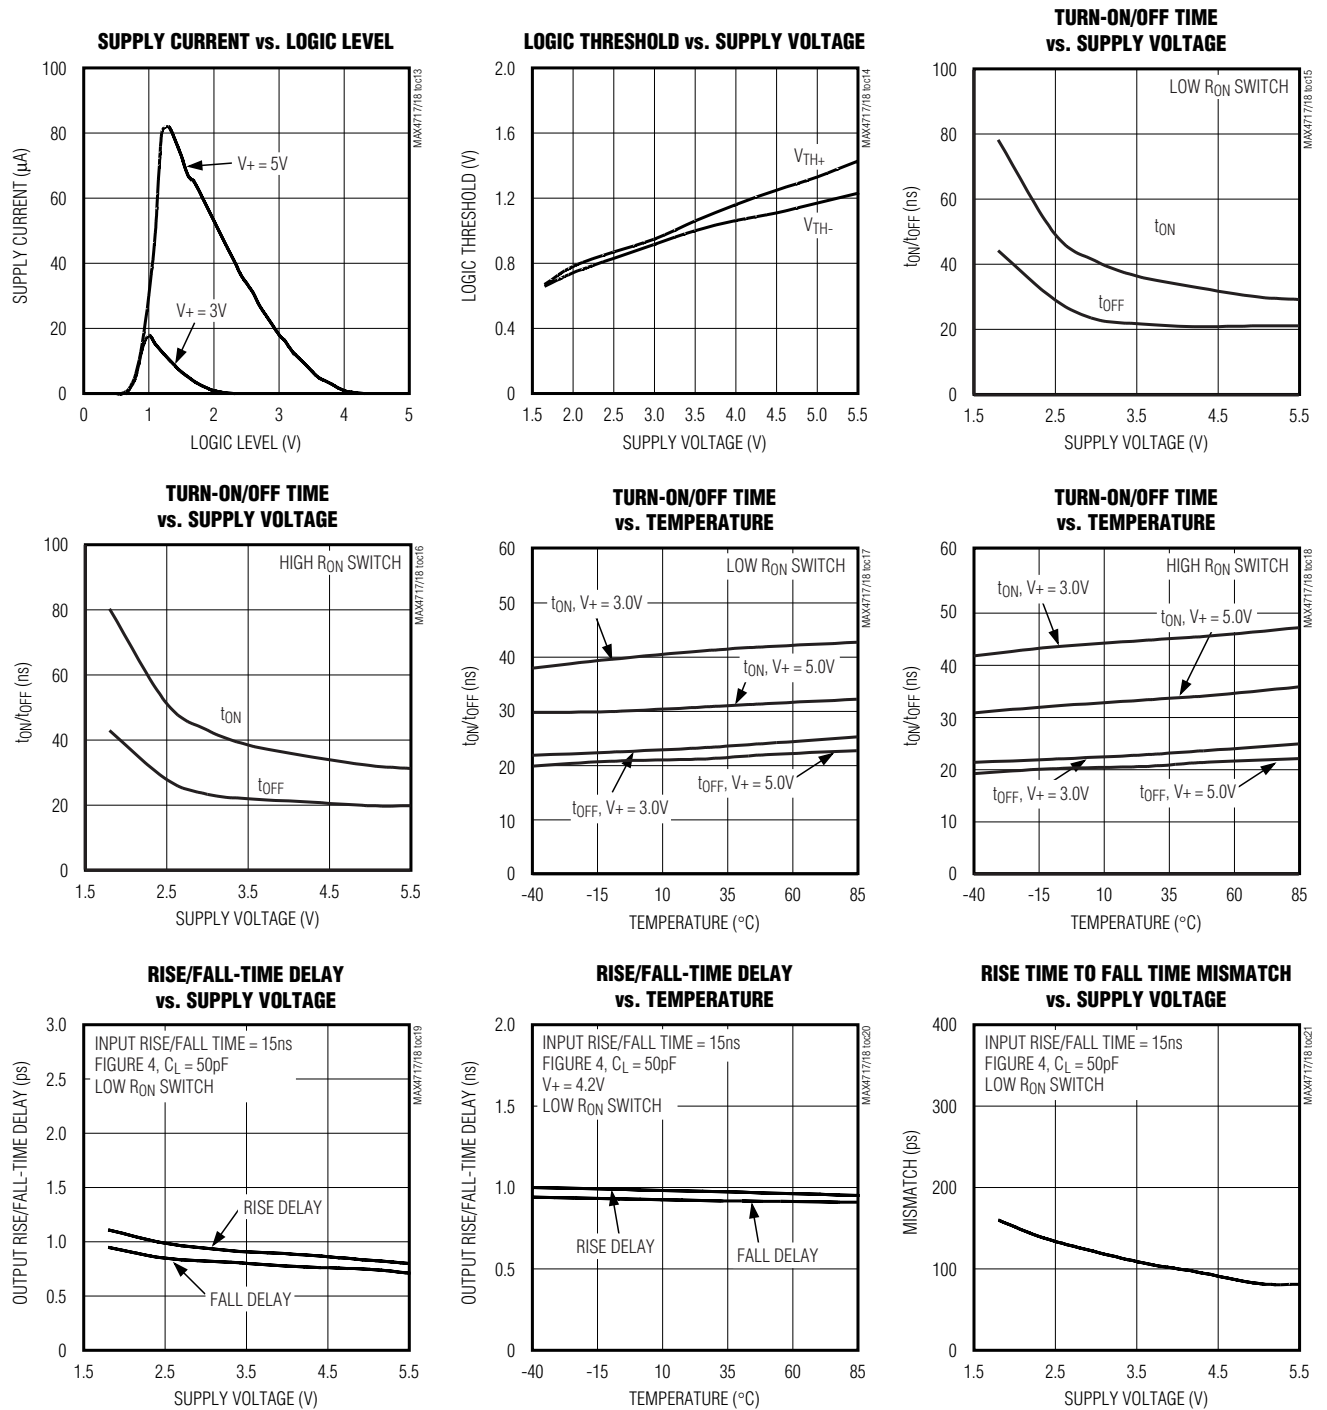 SUPPLY CURRENT vs. LOGIC LEVEL
SUPPLY CURRENT (µA)
100
80
60
40
20
0
V+ = 5V
V+ = 3V
0 1 2 3 4 5
LOGIC LEVEL (V)
MAX4717/18 toc13
LOGIC THRESHOLD vs. SUPPLY VOLTAGE
LOGIC THRESHOLD (V)
2.0
1.6
1.2
0.8
0.4
0
VTH+
VTH-
1.5 2.0 2.5 3.0 3.5 4.0 4.5 5.0 5.5
SUPPLY VOLTAGE (V)
MAX4717/18 toc14
TURN-ON/OFF TIME
vs. SUPPLY VOLTAGE
tON/tOFF (ns)
100
80
60
40
20
0
LOW RON SWITCH
tON
tOFF
1.5 2.5 3.5 4.5 5.5
SUPPLY VOLTAGE (V)
MAX4717/18 toc15
TURN-ON/OFF TIME
vs. SUPPLY VOLTAGE
tON/tOFF (ns)
100
80
60
40
20
0
HIGH RON SWITCH
tON
tOFF
1.5 2.5 3.5 4.5 5.5
SUPPLY VOLTAGE (V)
MAX4717/18 toc16
TURN-ON/OFF TIME
vs. TEMPERATURE
tON/tOFF (ns)
60
50
40
30
20
10
0
LOW RON SWITCH
tON, V+ = 3.0V
tON, V+ = 5.0V
tOFF, V+ = 5.0V
tOFF, V+ = 3.0V
-40 -15 10 35 60 85
TEMPERATURE (°C)
MAX4717/18 toc17
TURN-ON/OFF TIME
vs. TEMPERATURE
tON/tOFF (ns)
60
50
40
30
20
10
0
HIGH RON SWITCH
tON, V+ = 3.0V
tON, V+ = 5.0V
tOFF, V+ = 3.0V
tOFF, V+ = 5.0V
-40 -15 10 35 60 85
TEMPERATURE (°C)
MAX4717/18 toc18
RISE/FALL-TIME DELAY
vs. SUPPLY VOLTAGE
OUTPUT RISE/FALL-TIME DELAY (ps)
3.0
2.5
2.0
1.5
1.0
0.5
0
INPUT RISE/FALL TIME = 15ns
FIGURE 4, CL = 50pF
LOW RON SWITCH
RISE DELAY
FALL DELAY
1.5 2.5 3.5 4.5 5.5
SUPPLY VOLTAGE (V)
MAX4717/18 toc19
RISE/FALL-TIME DELAY
vs. TEMPERATURE
OUTPUT RISE/FALL-TIME DELAY (ns)
2.0
1.5
1.0
0.5
0
INPUT RISE/FALL TIME = 15ns
FIGURE 4, CL = 50pF
V+ = 4.2V
LOW RON SWITCH
RISE DELAY
FALL DELAY
-40 -15 10 35 60 85
TEMPERATURE (°C)
MAX4717/18 toc20
RISE TIME TO FALL TIME MISMATCH
vs. SUPPLY VOLTAGE
MISMATCH (ps)
400
300
200
100
0
INPUT RISE/FALL TIME = 15ns
FIGURE 4, CL = 50pF
LOW RON SWITCH
1.5 2.5 3.5 4.5 5.5
SUPPLY VOLTAGE (V)
MAX4717/18 toc21